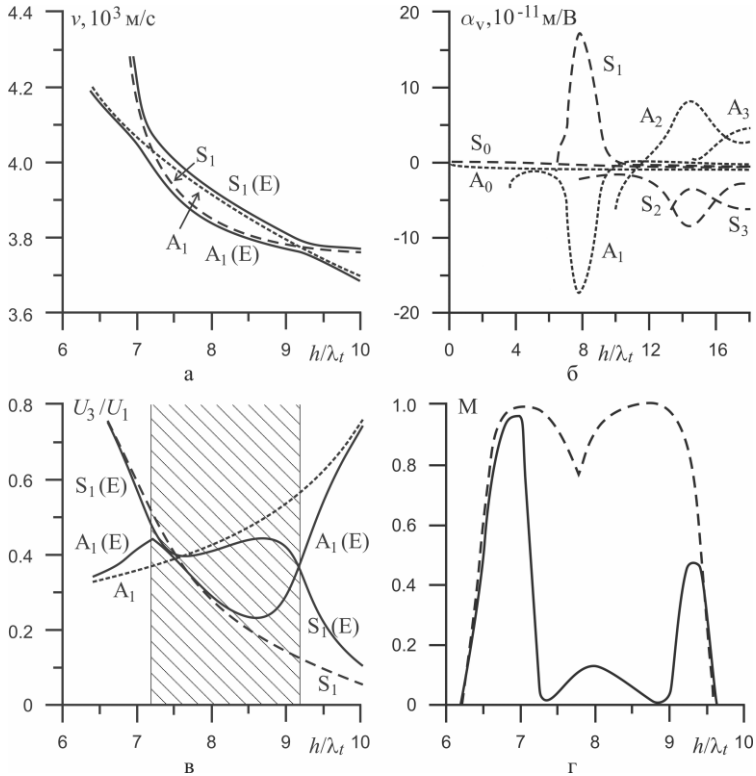 v, 10³ м/с
4.2
4.0
3.8
3.6
6 7 8 9 h/λt 10
S₁
S₁(E)
A₁
A₁(E)
а
αv, 10⁻¹¹ м/В
20
10
0
-10
-20
0 4 8 h/λt 12 16
S₁
A₂
A₃
S₀
A₀
S₂
S₃
A₁
б
U₃/U₁
0.8
0.6
0.4
0.2
0
6 7 8 9 h/λt 10
S₁(E)
A₁(E)
A₁
A₁(E)
S₁(E)
S₁
в
M
1.0
0.8
0.6
0.4
0.2
0
6 7 8 9 h/λt 10
г